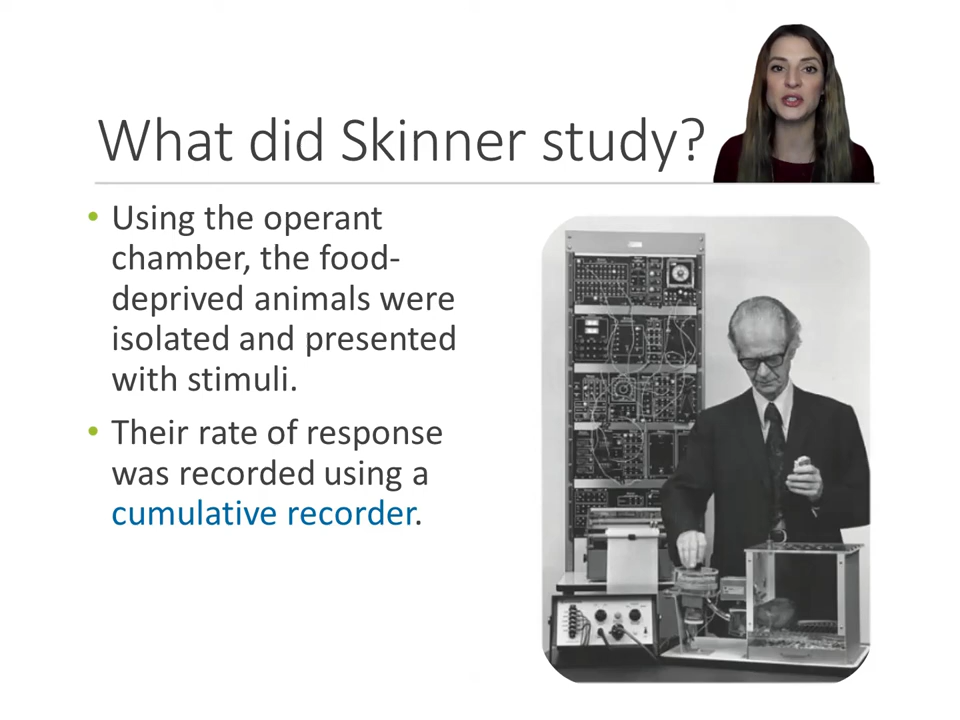 What did Skinner study?
• Using the operant
chamber, the food-
deprived animals were
isolated and presented
with stimuli.
• Their rate of response
was recorded using a
cumulative recorder.